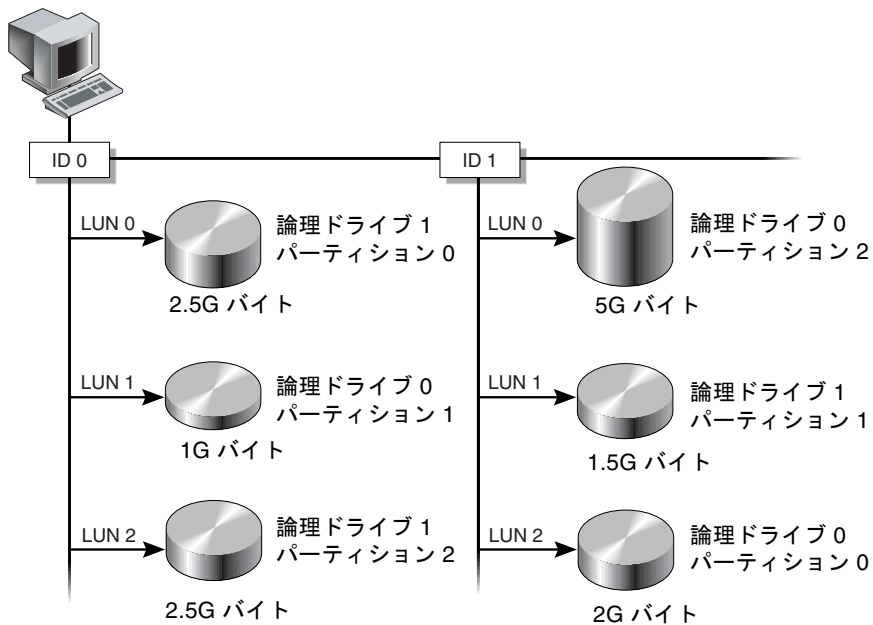 ID 0
ID 1
LUN 0
論理ドライブ 1
パーティション 0
2.5G バイト
LUN 1
論理ドライブ 0
パーティション 1
1G バイト
LUN 2
論理ドライブ 1
パーティション 2
2.5G バイト
LUN 0
論理ドライブ 0
パーティション 2
5G バイト
LUN 1
論理ドライブ 1
パーティション 1
1.5G バイト
LUN 2
論理ドライブ 0
パーティション 0
2G バイト